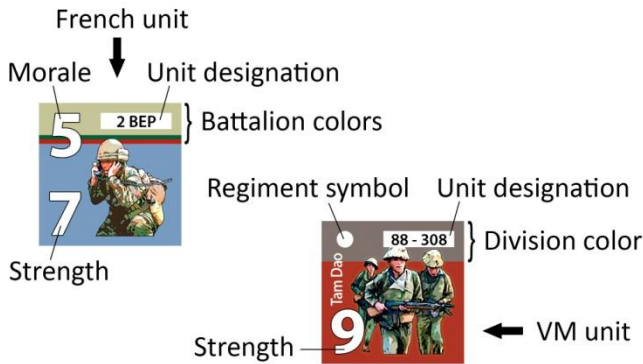 French unit
Morale
Unit designation
5
2 BEP
Battalion colors
7
Strength
Regiment symbol
Unit designation
88 - 308
Division color
Tam Dao
9
Strength
VM unit